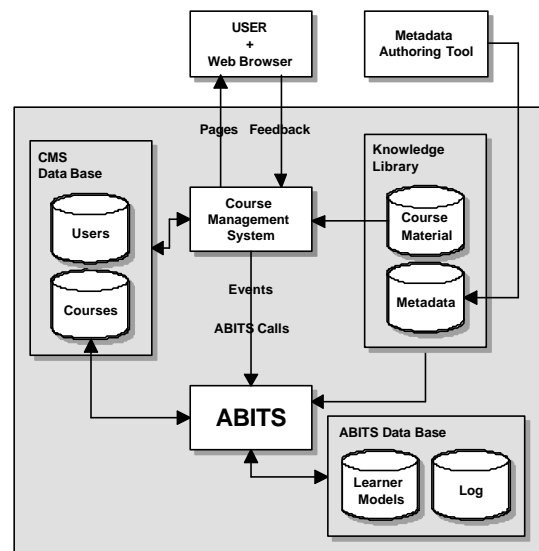 USER
+
Web Browser
Metadata
Authoring Tool
Pages
Feedback
CMS
Data Base
Users
Courses
Course
Management
System
Knowledge
Library
Course
Material
Metadata
Events
ABITS Calls
ABITS
ABITS Data Base
Learner
Models
Log